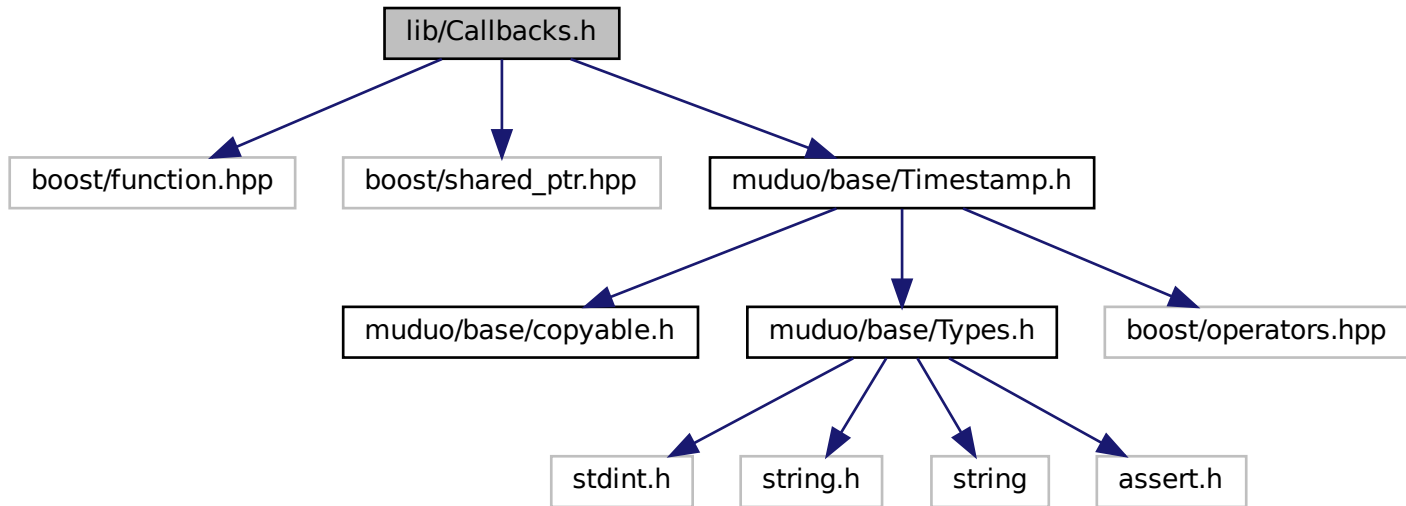 lib/Callbacks.h
boost/function.hpp
boost/shared_ptr.hpp
muduo/base/Timestamp.h
muduo/base/copyable.h
muduo/base/Types.h
boost/operators.hpp
stdint.h
string.h
string
assert.h